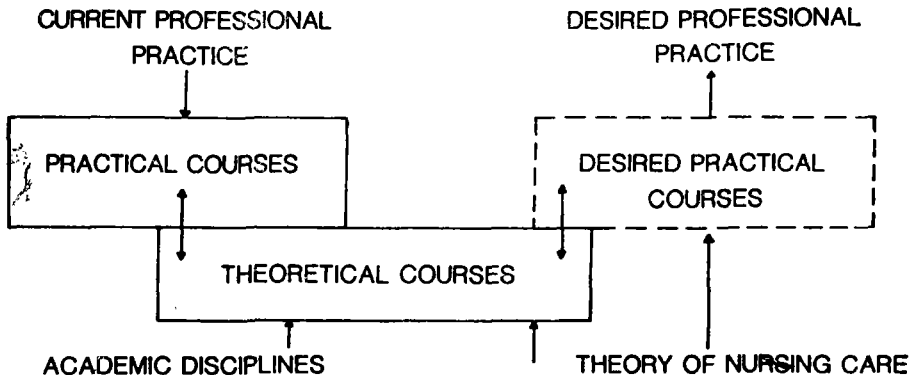 CURRENT PROFESSIONAL
PRACTICE
DESIRED PROFESSIONAL
PRACTICE
PRACTICAL COURSES
DESIRED PRACTICAL
COURSES
THEORETICAL COURSES
ACADEMIC DISCIPLINES
THEORY OF NURSING CARE